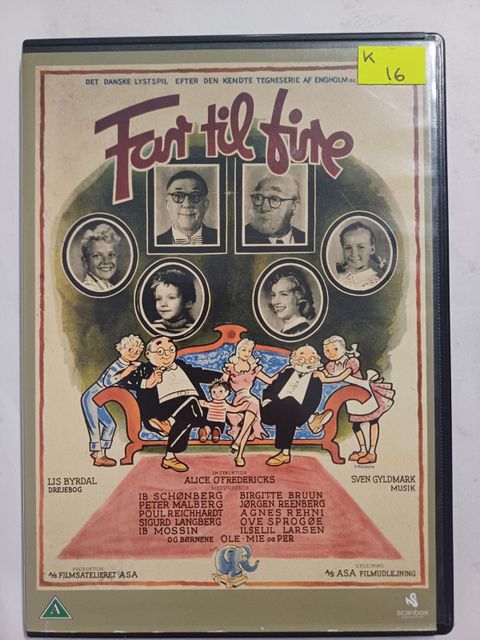 K
16
DET DANSKE LYSTSPIL EFTER DEN KENDTE TEGNESERIE AF ENGHOLM OG
Far til fire
LIS BYRDAL
DREJEBOG
INSTRUKTION
ALICE O'FREDERICKS
SVEN GYLDMARK
MUSIK
MEDVIRKENDE
IB SCHØNBERG
BIRGITTE BRUUN
PETER MALBERG
JØRGEN REENBERG
POUL REICHHARDT
AGNES REHNI
SIGURD LANGBERG
OVE SPROGØE
IB MOSSIN
ILSELIL LARSEN
OG BØRNENE OLE · MIE OG PER
PRODUKTION
A/S FILMSATELIERET ASA
UDLEJNING
A/S ASA FILMUDLEJNING
A
scanbox